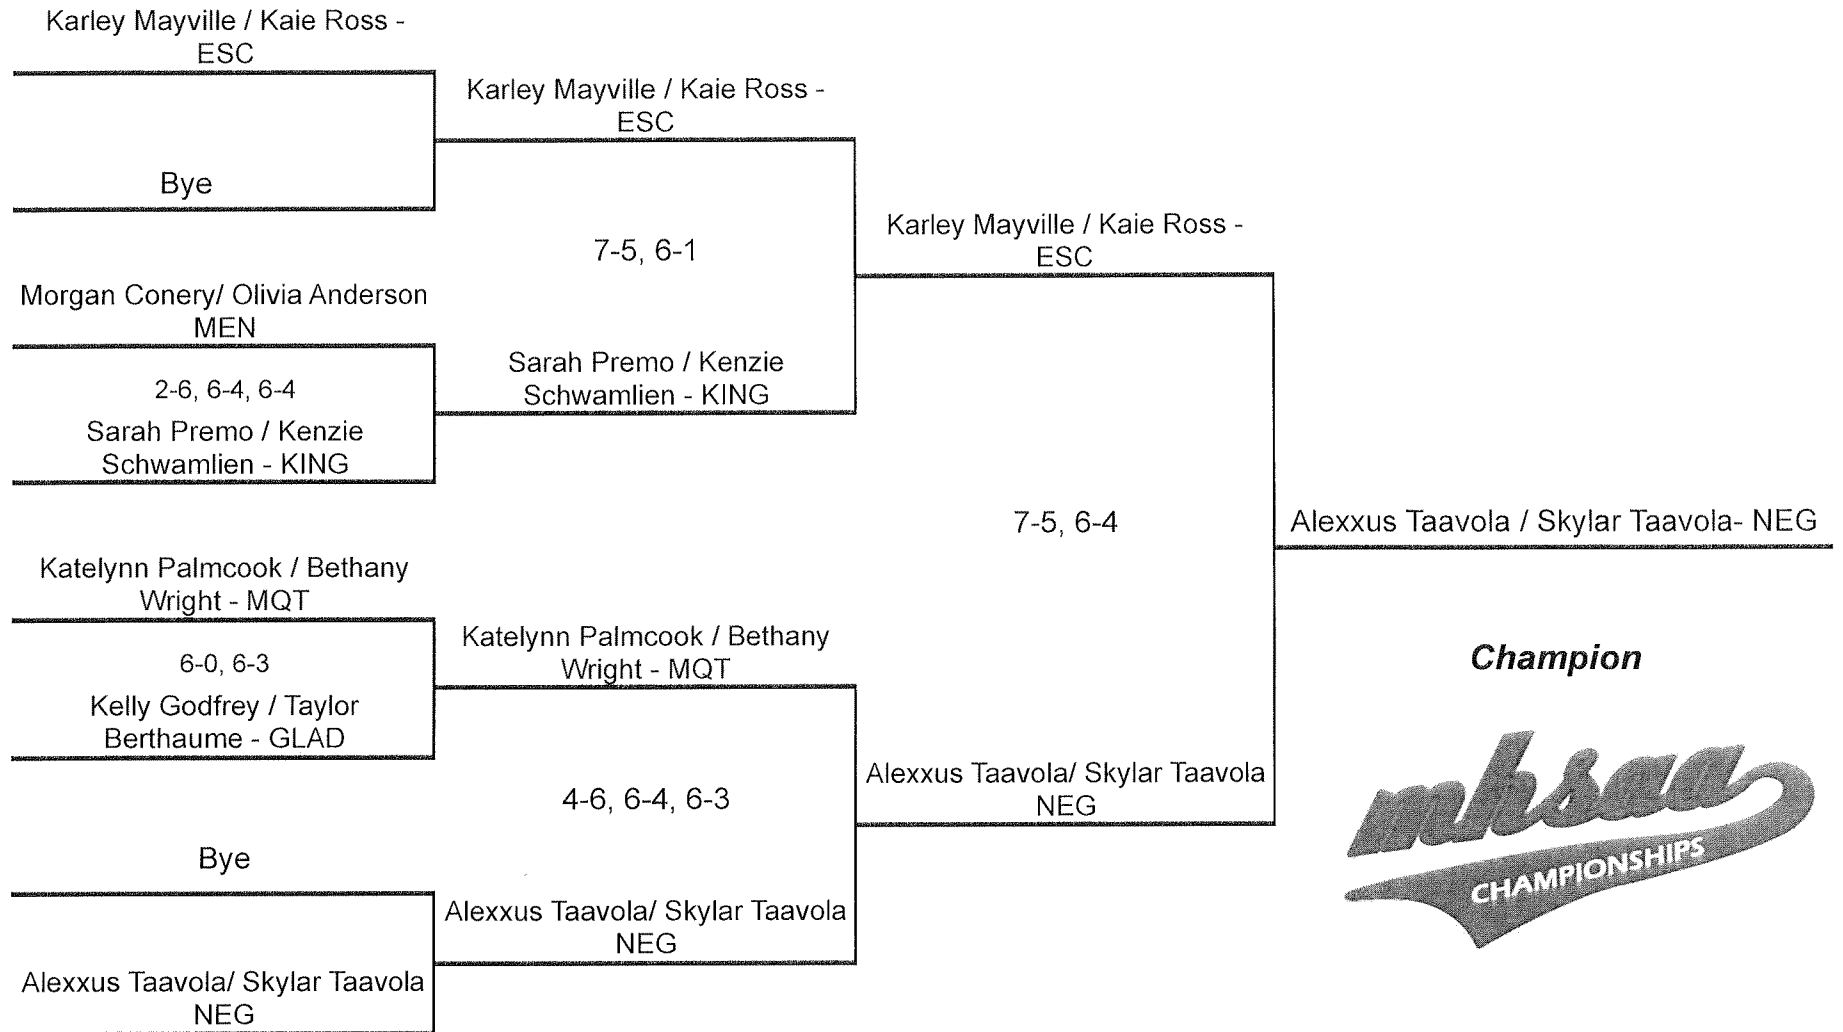 Karley Mayville / Kaie Ross -
ESC
Bye
Morgan Conery/ Olivia Anderson
MEN
2-6, 6-4, 6-4
Sarah Premo / Kenzie
Schwamlien - KING
Katelynn Palmcook / Bethany
Wright - MQT
6-0, 6-3
Kelly Godfrey / Taylor
Berthaume - GLAD
Bye
Alexxus Taavola/ Skylar Taavola
NEG
Karley Mayville / Kaie Ross -
ESC
7-5, 6-1
Sarah Premo / Kenzie
Schwamlien - KING
Katelynn Palmcook / Bethany
Wright - MQT
4-6, 6-4, 6-3
Alexxus Taavola/ Skylar Taavola
NEG
Karley Mayville / Kaie Ross -
ESC
7-5, 6-4
Alexxus Taavola/ Skylar Taavola
NEG
Alexxus Taavola / Skylar Taavola- NEG
Champion
mhsaa
CHAMPIONSHIPS